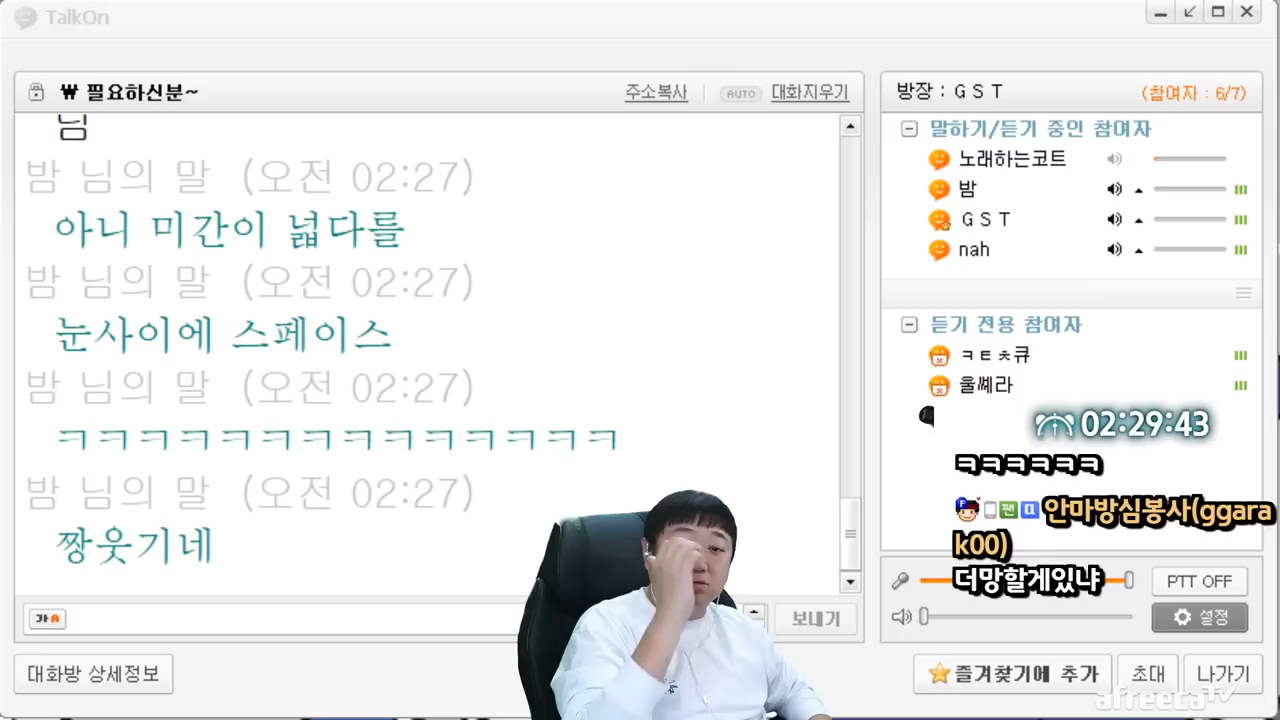 TalkOn
₩ 필요하신분~
주소복사
AUTO
대화지우기
님
밤 님의 말 (오전 02:27)
아니 미간이 넓다를
밤 님의 말 (오전 02:27)
눈사이에 스페이스
밤 님의 말 (오전 02:27)
ㅋㅋㅋㅋㅋㅋㅋㅋㅋㅋㅋㅋㅋㅋ
밤 님의 말 (오전 02:27)
짱웃기네
가A
보내기
대화방 상세정보
방장 : G S T
(참여자 : 6/7)
말하기/듣기 중인 참여자
노래하는코트
밤
G S T
nah
듣기 전용 참여자
ㅋㅌㅊ큐
울쎄라
02:29:43
ㅋㅋㅋㅋㅋㅋ
F 팬 안마방심봉사(ggara
k00)
더망할게있냐
PTT OFF
설정
즐겨찾기에 추가
초대
나가기
afreecaTV